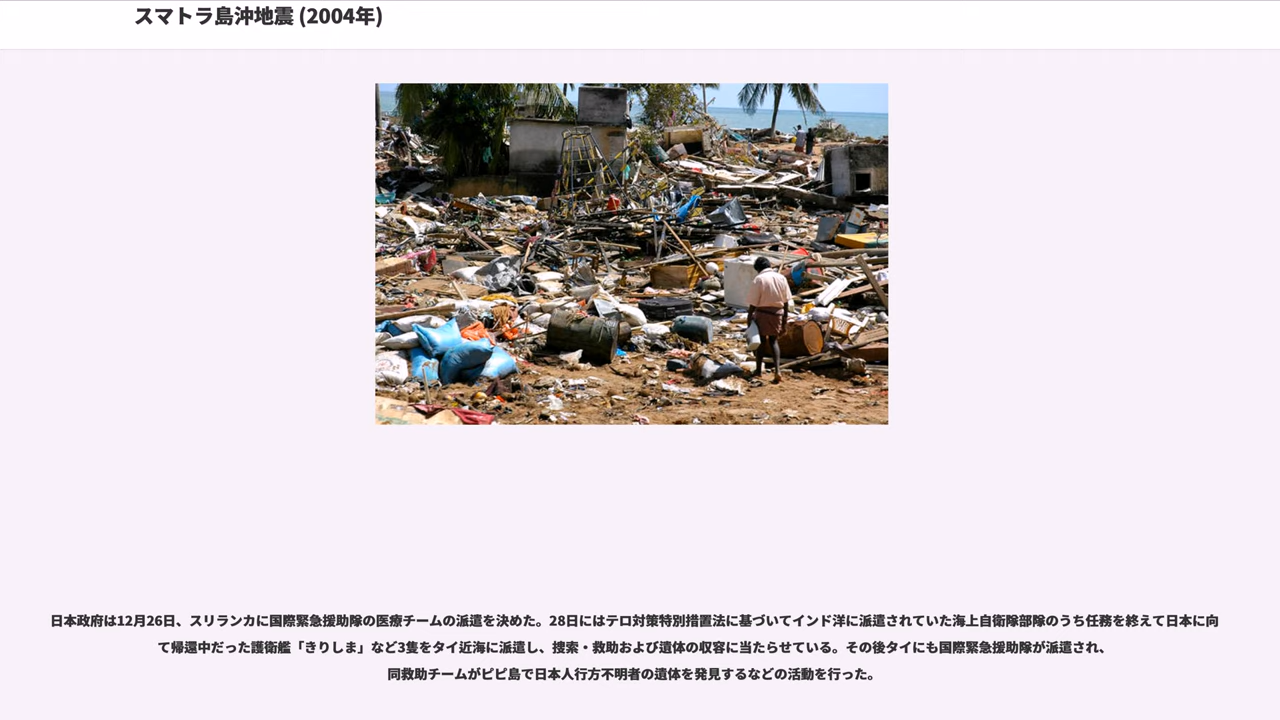 スマトラ島沖地震 (2004年)
日本政府は12月26日、スリランカに国際緊急援助隊の医療チームの派遣を決めた。28日にはテロ対策特別措置法に基づいてインド洋に派遣されていた海上自衛隊部隊のうち任務を終えて日本に向
て帰還中だった護衛艦「きりしま」など3隻をタイ近海に派遣し、捜索・救助および遺体の収容に当たらせている。その後タイにも国際緊急援助隊が派遣され、
同救助チームがピピ島で日本人行方不明者の遺体を発見するなどの活動を行った。